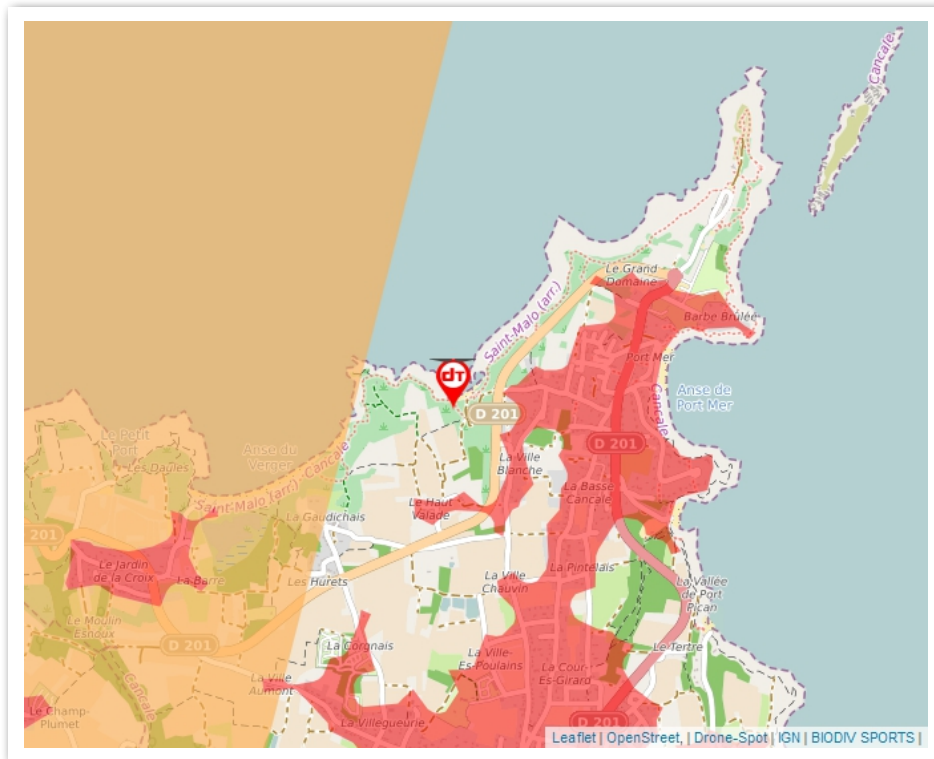 Cancale
Le Grand
Domaine
Saint-Malo (arr.)
Barbe Brûlée
Port Mer
Cancale
Anse de
Port Mer
DT
D 201
D 201
Le Petit
Port
Les Daules
Anse du
Verger
Saint-Malo (arr.) Cancale
La Ville
Blanche
La Basse
Cancale
Le Haut
Valade
La Gaudichais
201
Le Jardin
de la Croix
La Barre
Les Hurets
La Ville
Chauvin
La Pintelais
La Vallée
de Port
Pican
Le Moulin
Esnoux
D 201
La Corgnais
La Ville-
Es-Poulains
Le Tertre
La Cour-
Es-Girard
La Ville
Aumont
Cancale
Le Champ-
Plumet
La Villegueurie
D 201
Leaflet | OpenStreet, | Drone-Spot | IGN | BIODIV SPORTS |